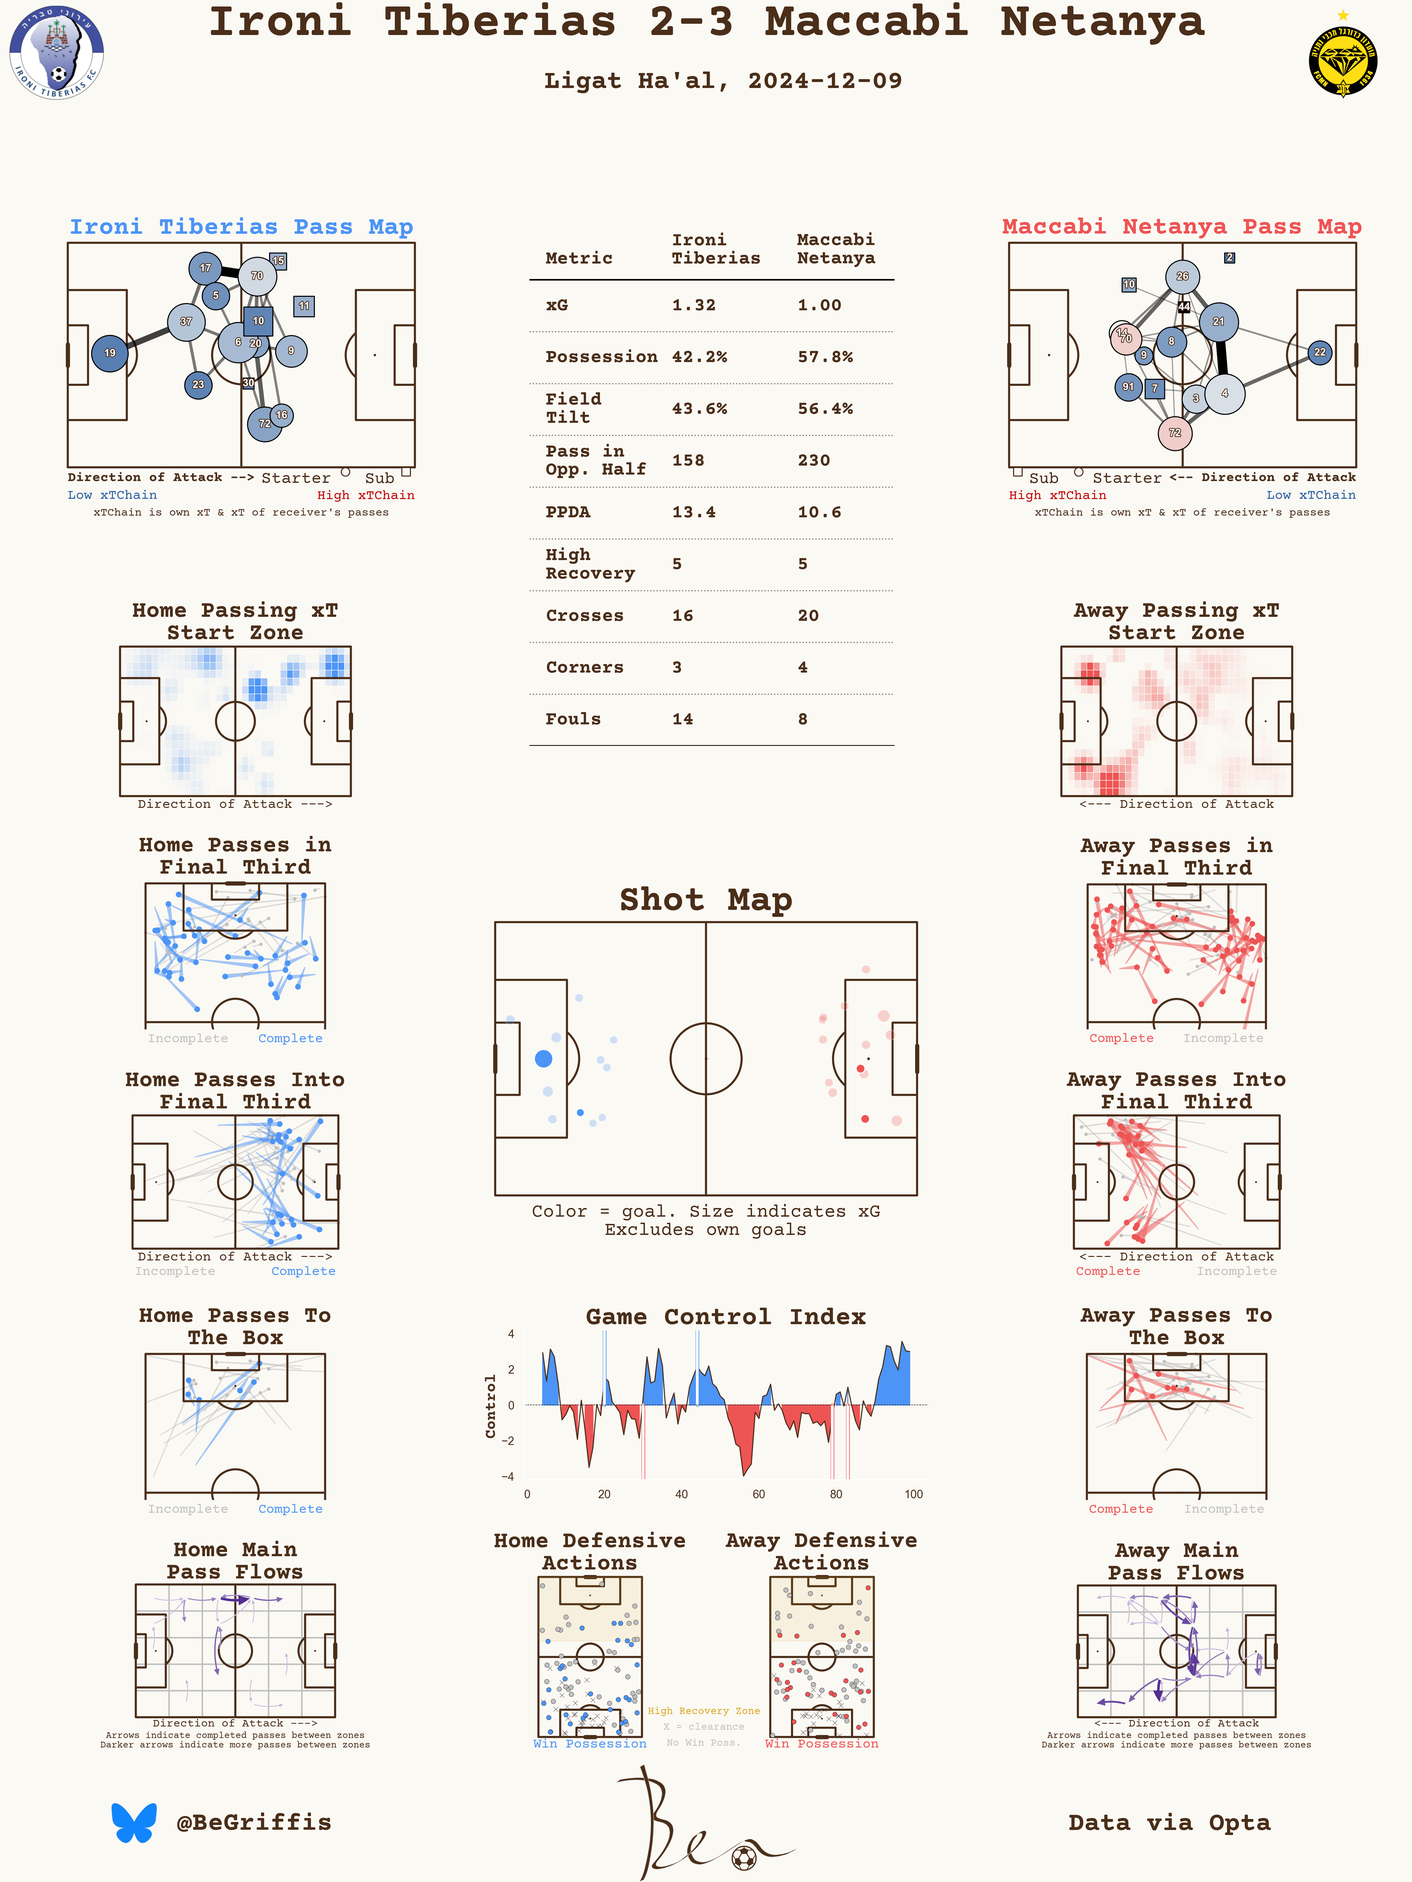 Ironi Tiberias 2-3 Maccabi Netanya
Ligat Ha'al, 2024-12-09
עירוני טבריה
IRONI TIBERIAS F.C
מועדון כדורגל מכבי נתניה
FCMN 1934
Ironi Tiberias Pass Map
17
70
15
5
11
37
10
6
20
9
19
23
30
16
72
Direction of Attack --> Starter Sub
Low xTChain High xTChain
xTChain is own xT & xT of receiver's passes
Metric Ironi Tiberias Maccabi Netanya
xG 1.32 1.00
Possession 42.2% 57.8%
Field Tilt 43.6% 56.4%
Pass in Opp. Half 158 230
PPDA 13.4 10.6
High Recovery 5 5
Crosses 16 20
Corners 3 4
Fouls 14 8
Maccabi Netanya Pass Map
2
26
10
44
21
14
70
8
9
22
91
7
3
4
72
Sub Starter <-- Direction of Attack
High xTChain Low xTChain
xTChain is own xT & xT of receiver's passes
Home Passing xT
Start Zone
Direction of Attack --->
Away Passing xT
Start Zone
<--- Direction of Attack
Home Passes in
Final Third
Incomplete Complete
Away Passes in
Final Third
Complete Incomplete
Shot Map
Color = goal. Size indicates xG
Excludes own goals
Home Passes Into
Final Third
Direction of Attack --->
Incomplete Complete
Away Passes Into
Final Third
<--- Direction of Attack
Complete Incomplete
Home Passes To
The Box
Incomplete Complete
Game Control Index
Control
4
2
0
−2
−4
0 20 40 60 80 100
Away Passes To
The Box
Complete Incomplete
Home Main
Pass Flows
Direction of Attack --->
Arrows indicate completed passes between zones
Darker arrows indicate more passes between zones
Home Defensive
Actions
Win Possession
Away Defensive
Actions
Win Possession
High Recovery Zone
X = clearance
No Win Poss.
Away Main
Pass Flows
<--- Direction of Attack
Arrows indicate completed passes between zones
Darker arrows indicate more passes between zones
@BeGriffis
Ben
Data via Opta